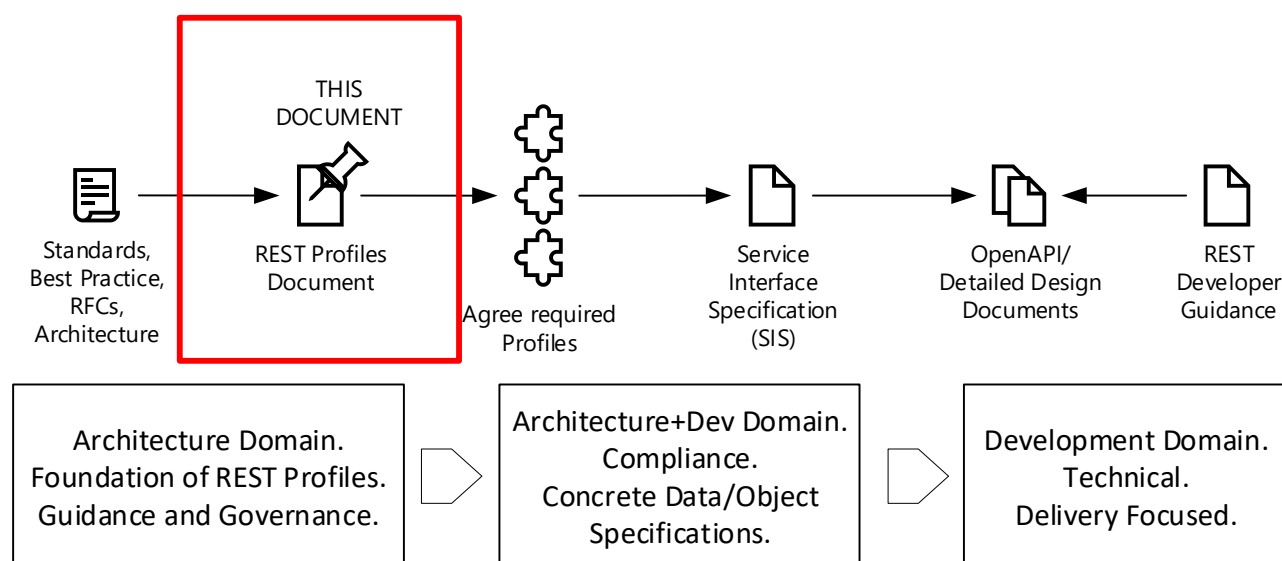 THIS
DOCUMENT
Standards,
Best Practice,
RFCs,
Architecture
REST Profiles
Document
Agree required
Profiles
Service
Interface
Specification
(SIS)
OpenAPI/
Detailed Design
Documents
REST
Developer
Guidance
Architecture Domain.
Foundation of REST Profiles.
Guidance and Governance.
Architecture+Dev Domain.
Compliance.
Concrete Data/Object
Specifications.
Development Domain.
Technical.
Delivery Focused.